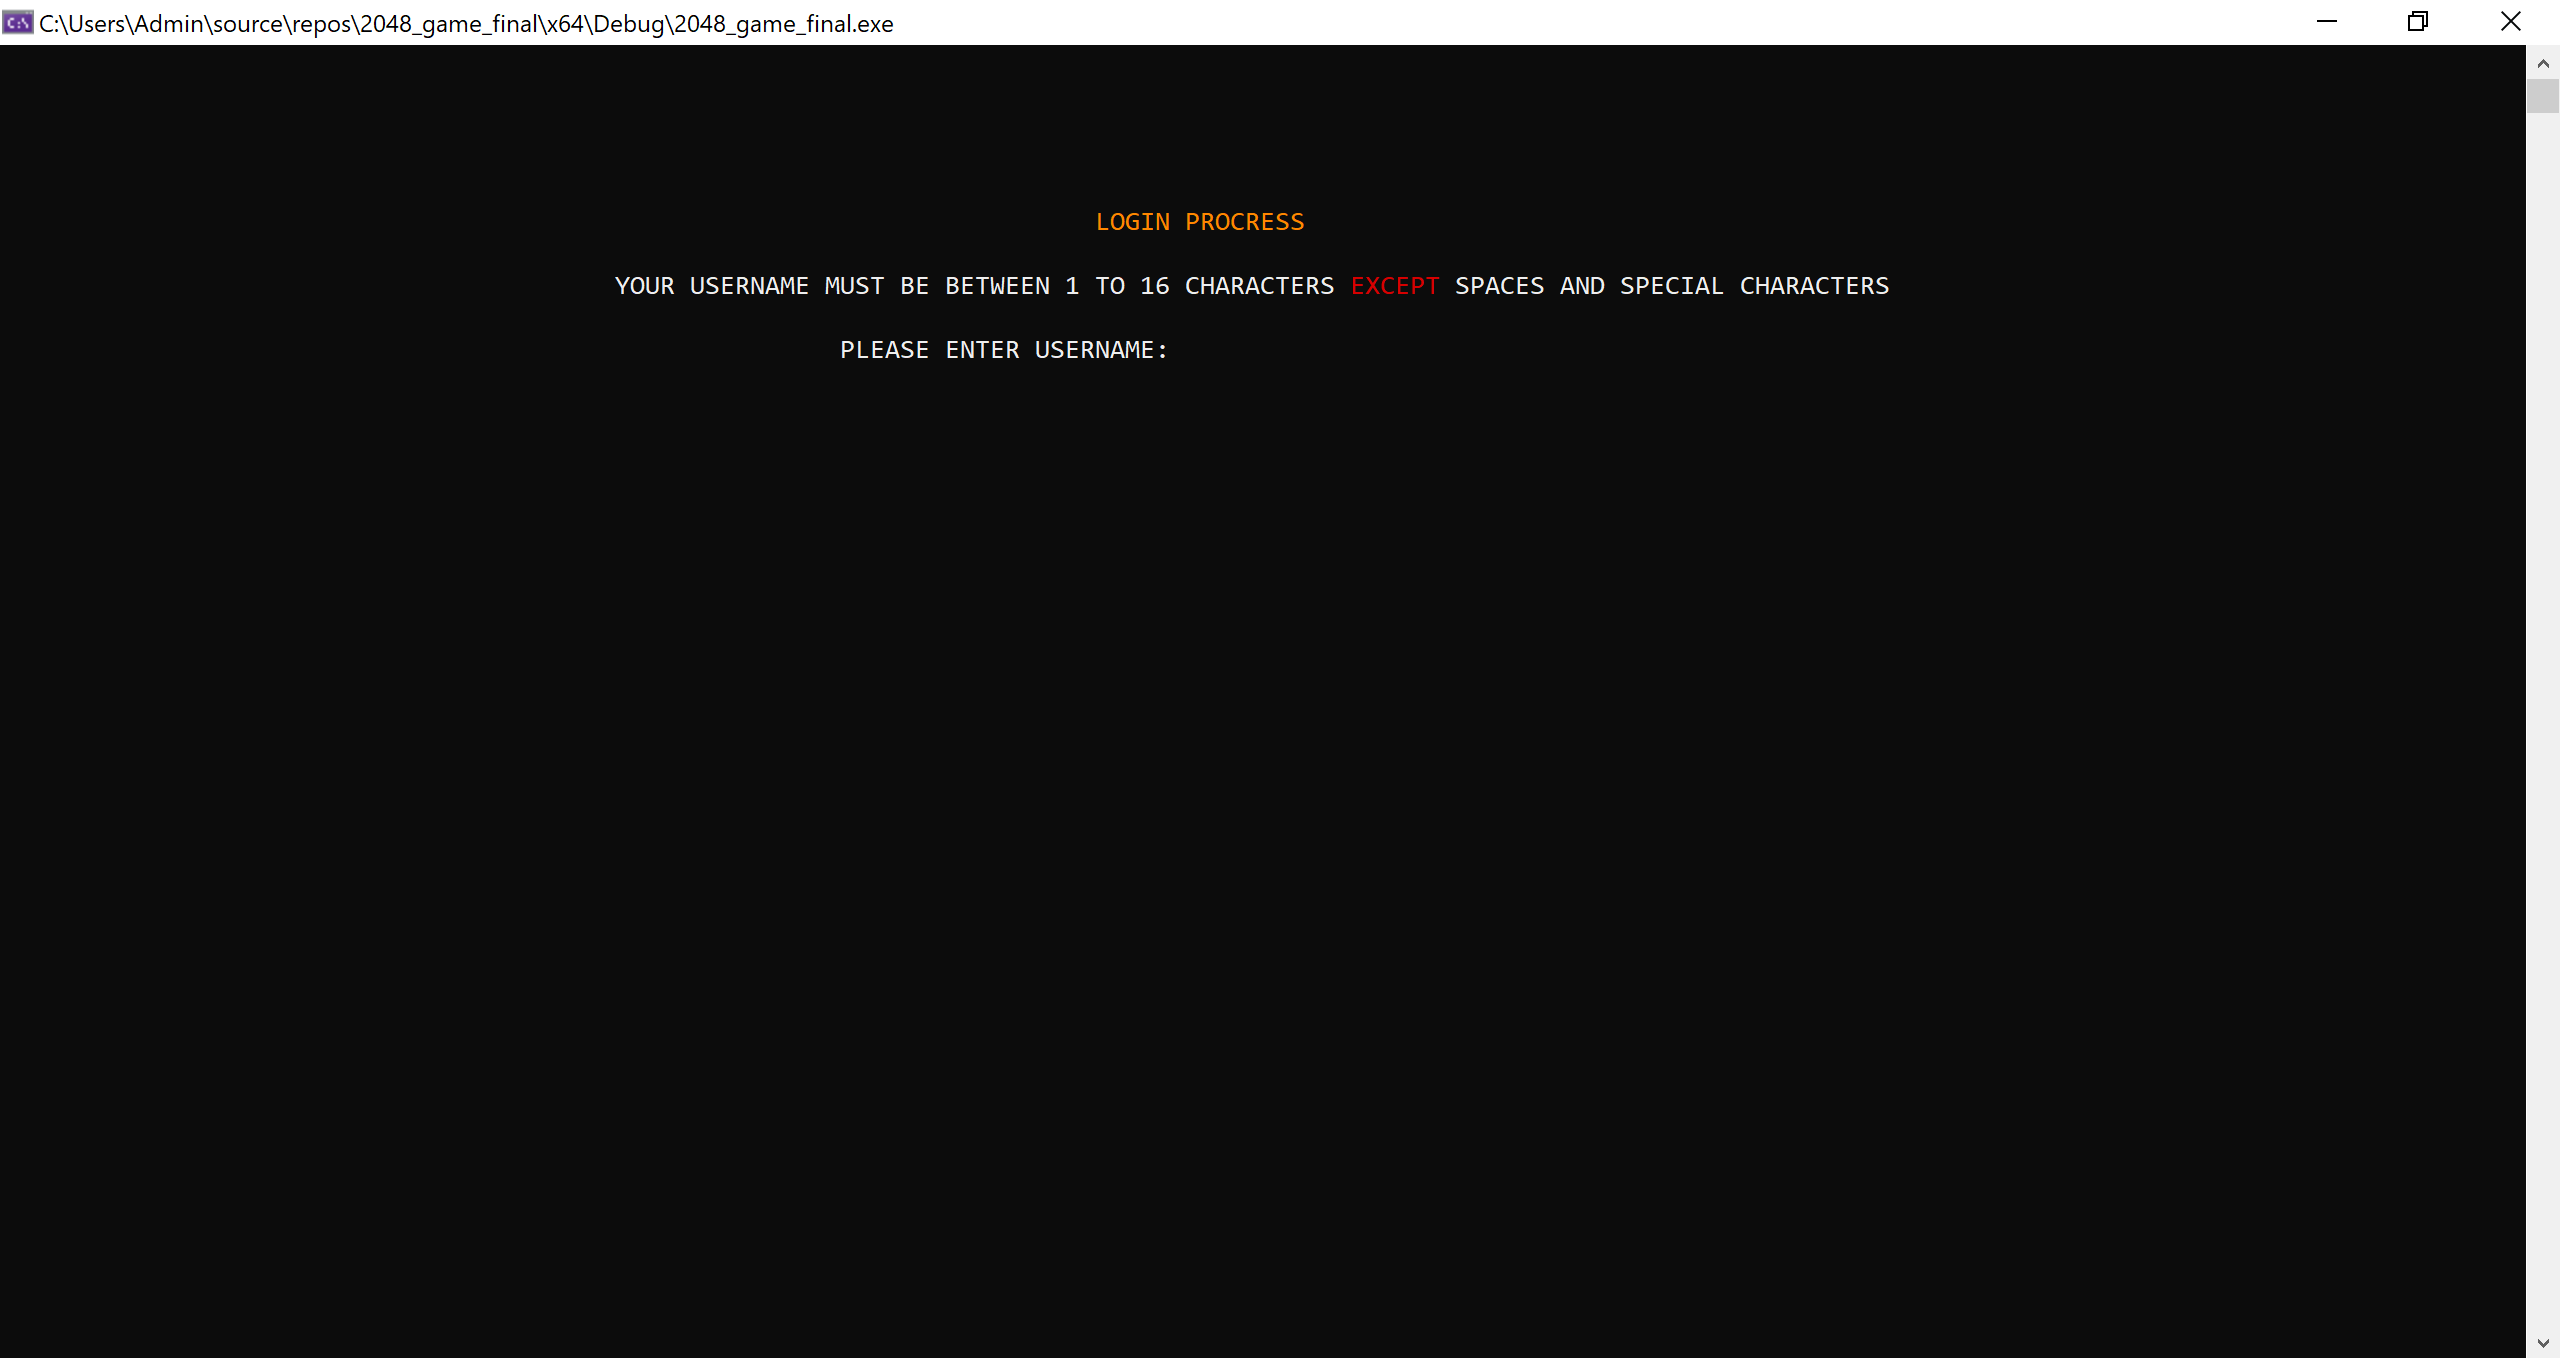 C:\Users\Admin\source\repos\2048_game_final\x64\Debug\2048_game_final.exe
LOGIN PROCRESS
YOUR USERNAME MUST BE BETWEEN 1 TO 16 CHARACTERS EXCEPT SPACES AND SPECIAL CHARACTERS
PLEASE ENTER USERNAME: